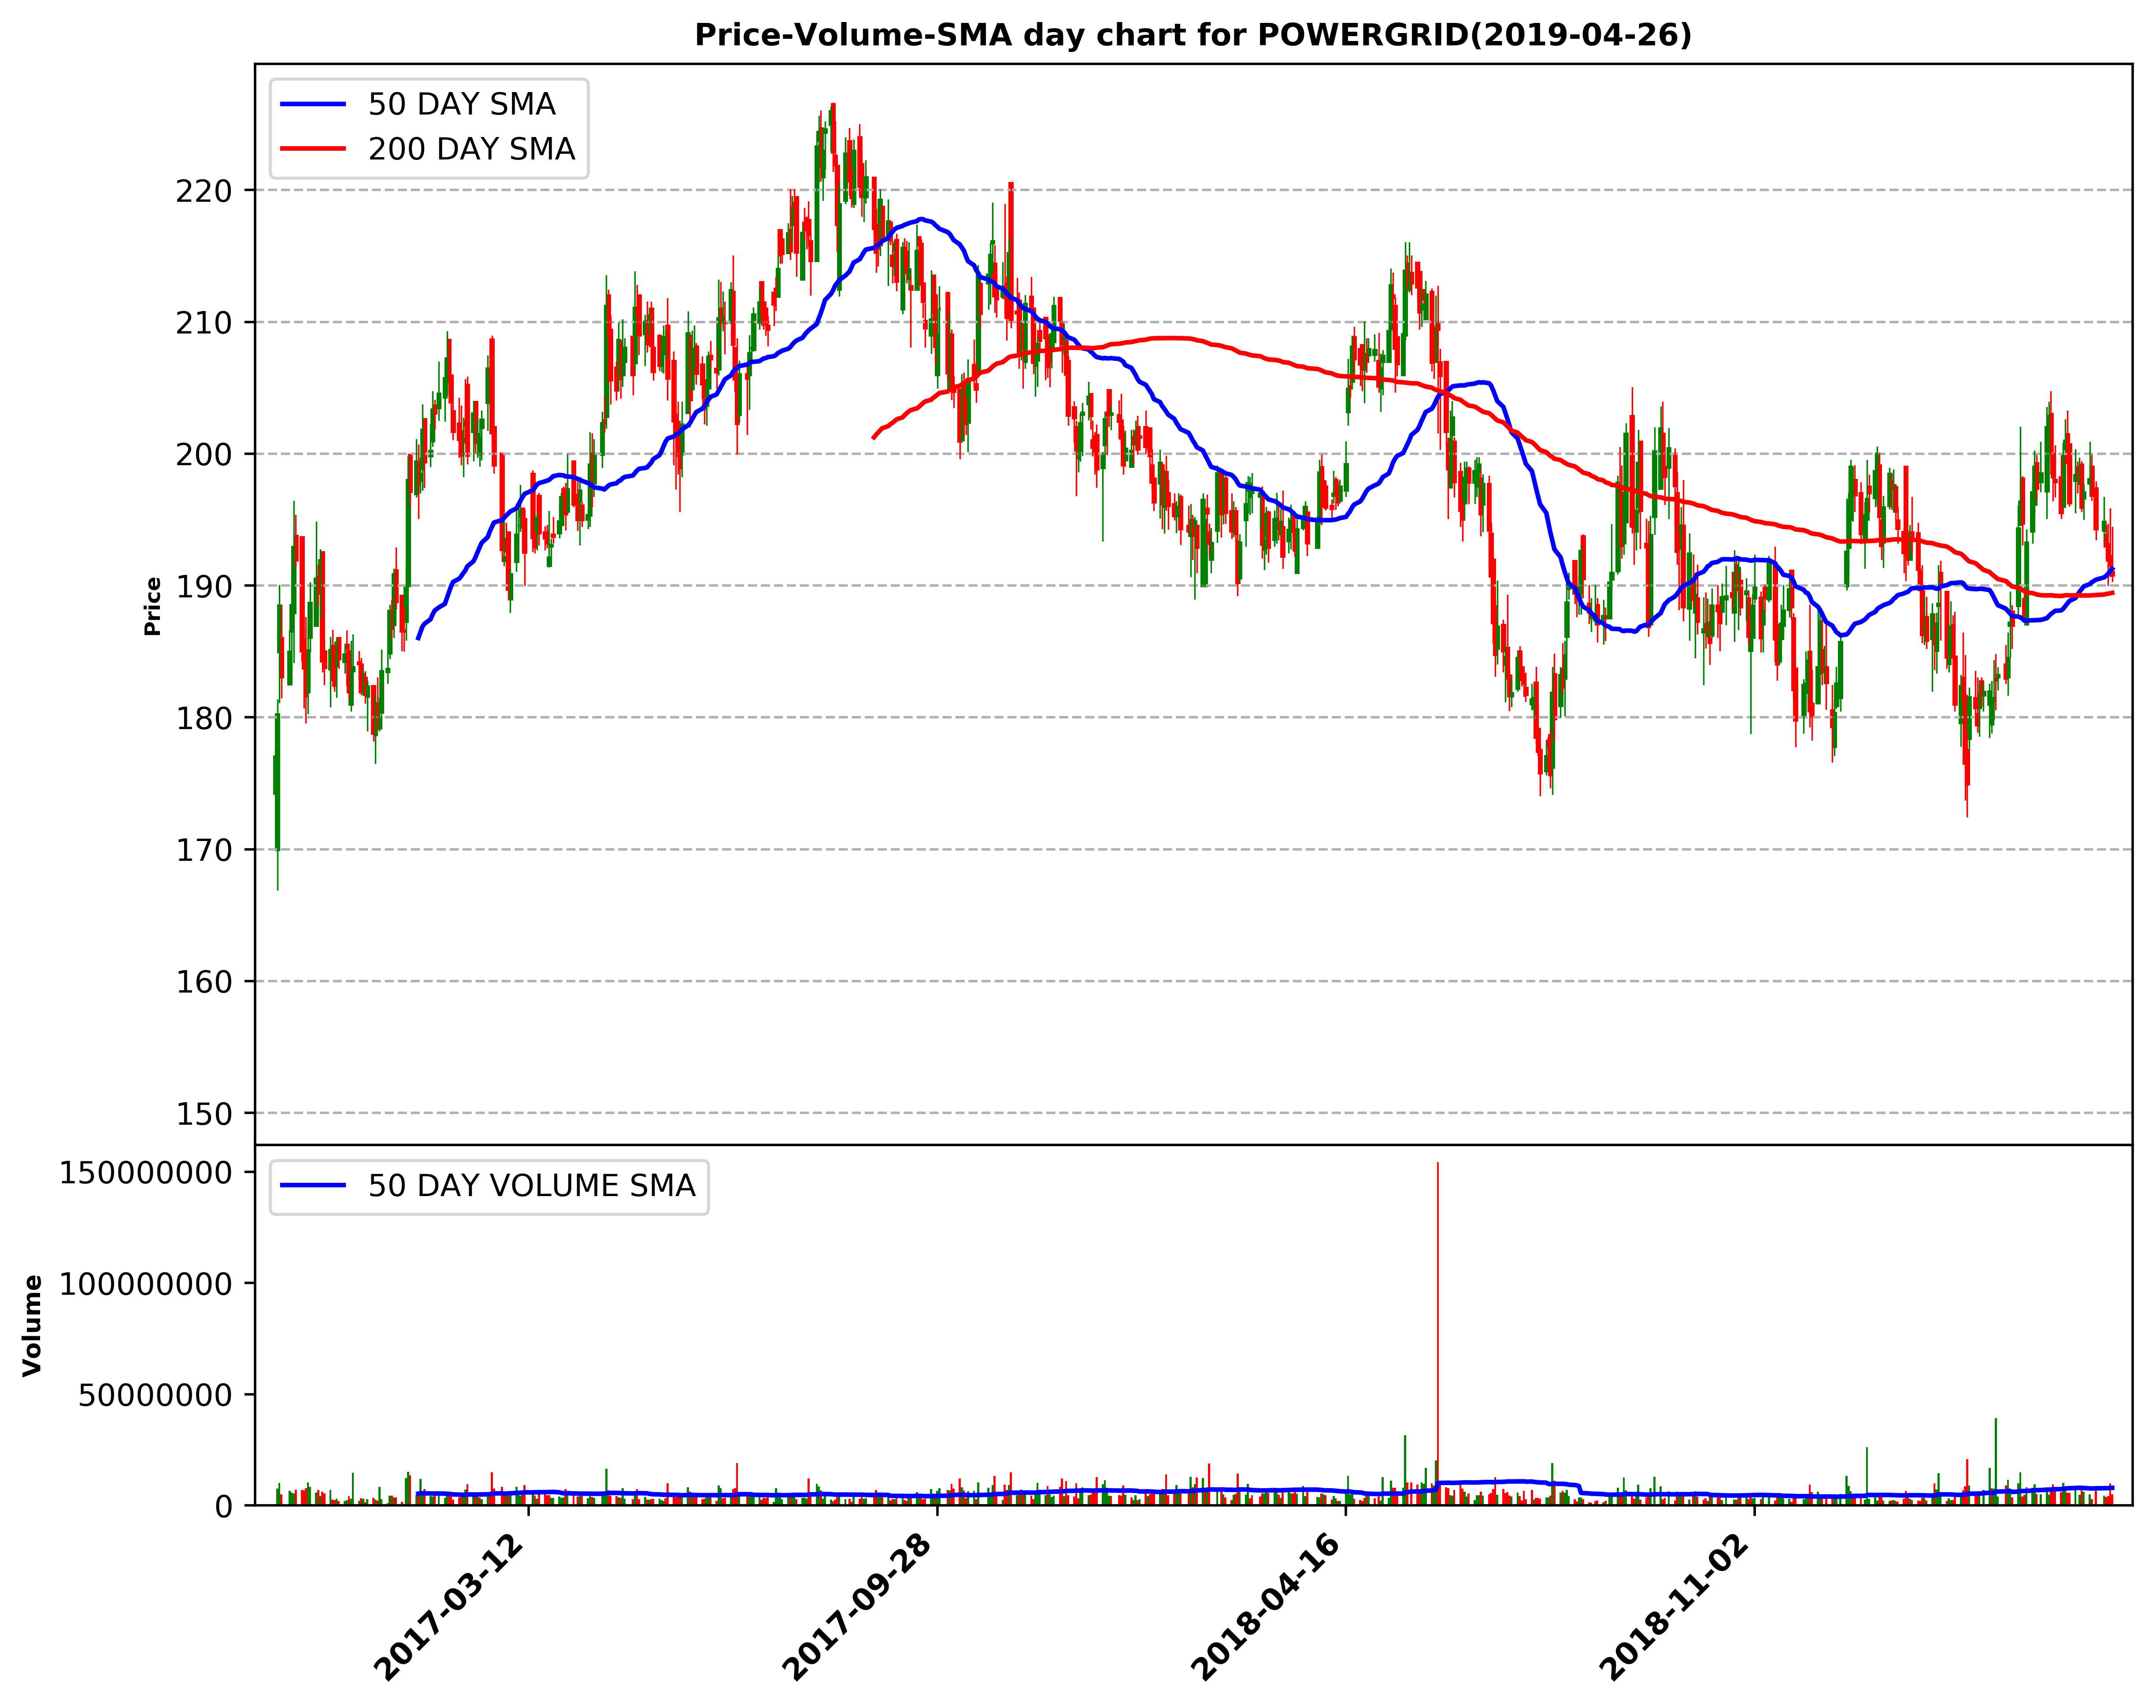 Price-Volume-SMA day chart for POWERGRID(2019-04-26)
50 DAY SMA
200 DAY SMA
220
210
200
190
180
170
160
150
Price
50 DAY VOLUME SMA
150000000
100000000
50000000
0
Volume
2017-03-12
2017-09-28
2018-04-16
2018-11-02